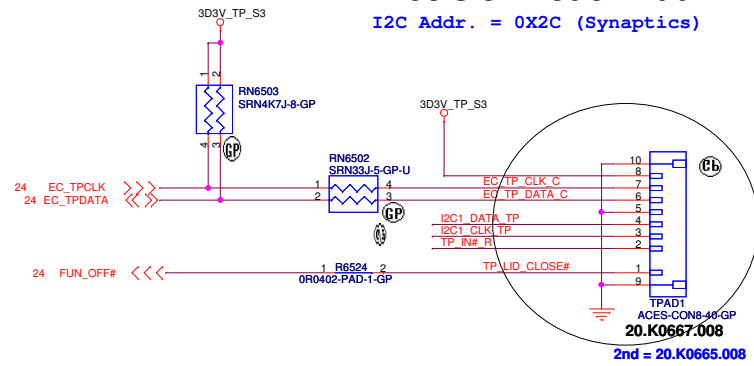 3D3V_TP_S3
I2C Addr. = 0X2C (Synaptics)
1
2
RN6503
SRN4K7J-8-GP
4
3
GP
3D3V_TP_S3
RN6502
SRN33J-5-GP-U
24 EC_TPCLK
24 EC_TPDATA
1
2
4
3
GP
EC_TP_CLK_C
EC_TP_DATA_C
I2C1_DATA_TP
I2C1_CLK_TP
TP_IN#_R
24 FUN_OFF#
1 R6524 2
0R0402-PAD-1-GP
TP_LID_CLOSE#
10
8
7
6
5
4
3
2
1
9
TPAD1
ACES-CON8-40-GP
20.K0667.008
2nd = 20.K0665.008